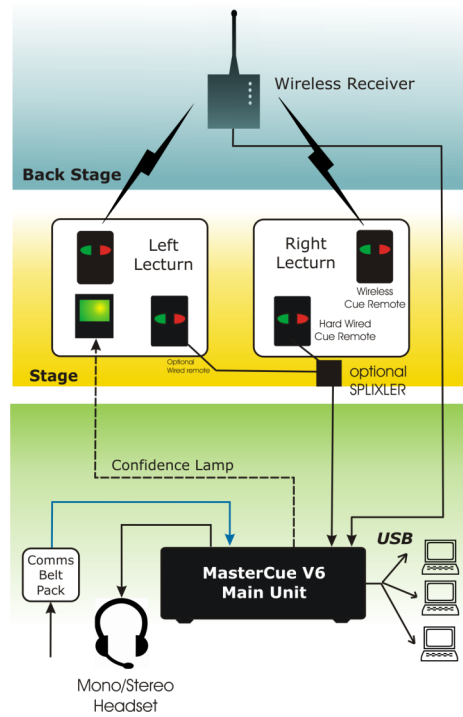 Wireless Receiver
Back Stage
Left
Lecturn
Right
Lecturn
Wireless
Cue Remote
Hard Wired
Cue Remote
Optional
Wired remote
Stage
optional
SPLIXLER
Confidence Lamp
USB
Comms
Belt
Pack
MasterCue V6
Main Unit
Mono/Stereo
Headset